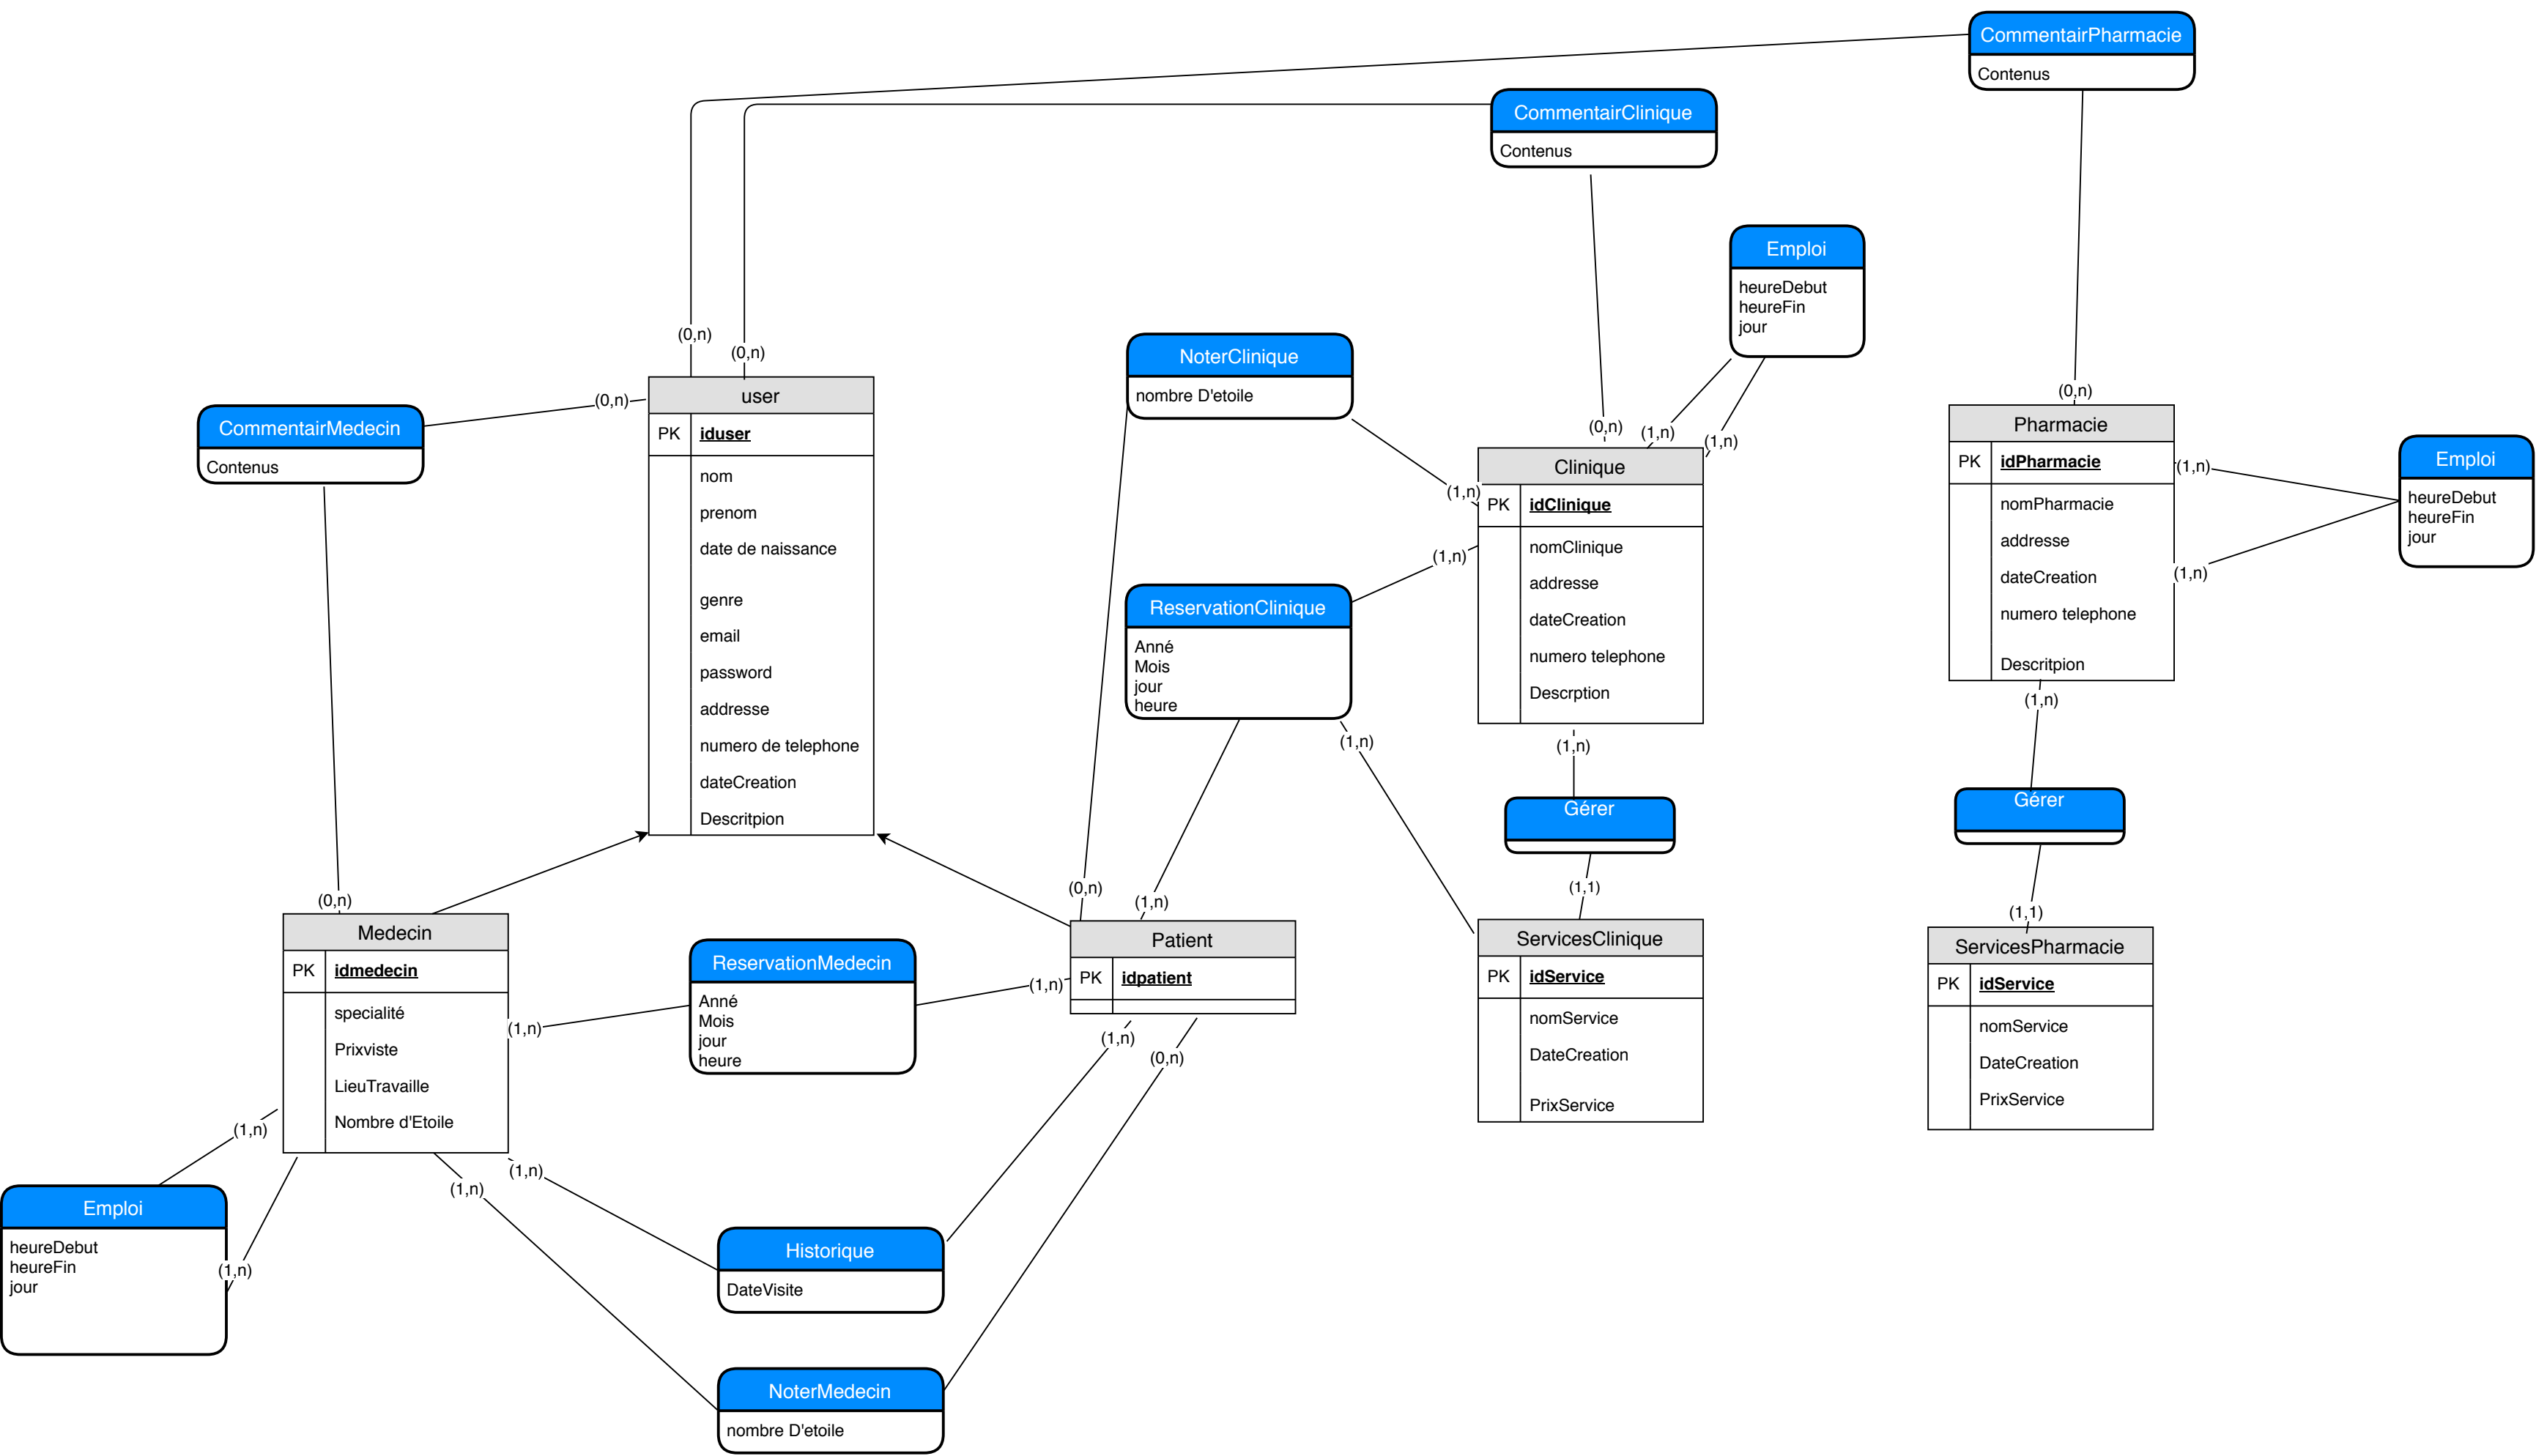 CommentairPharmacie
Contenus
CommentairClinique
Contenus
Emploi
heureDebut
heureFin
jour
(0,n)
(0,n)
NoterClinique
nombre D'etoile
user
PK iduser
nom
prenom
date de naissance
genre
email
password
addresse
numero de telephone
dateCreation
Descritpion
(0,n)
CommentairMedecin
Contenus
(0,n)
(1,n)
(1,n)
(0,n)
Clinique
PK idClinique
nomClinique
addresse
dateCreation
numero telephone
Descrption
(1,n)
(1,n)
Pharmacie
PK idPharmacie
nomPharmacie
addresse
dateCreation
numero telephone
Descritpion
(1,n)
(1,n)
Emploi
heureDebut
heureFin
jour
ReservationClinique
Anné
Mois
jour
heure
(1,n)
(1,n)
(1,n)
Gérer
Gérer
(1,1)
(1,1)
(0,n)
(0,n)
(1,n)
Medecin
PK idmedecin
specialité
Prixviste
LieuTravaille
Nombre d'Etoile
ReservationMedecin
Anné
Mois
jour
heure
(1,n)
(1,n)
Patient
PK idpatient
ServicesClinique
PK idService
nomService
DateCreation
PrixService
ServicesPharmacie
PK idService
nomService
DateCreation
PrixService
(1,n)
(0,n)
(1,n)
(1,n)
(1,n)
Emploi
heureDebut
heureFin
jour
(1,n)
Historique
DateVisite
NoterMedecin
nombre D'etoile